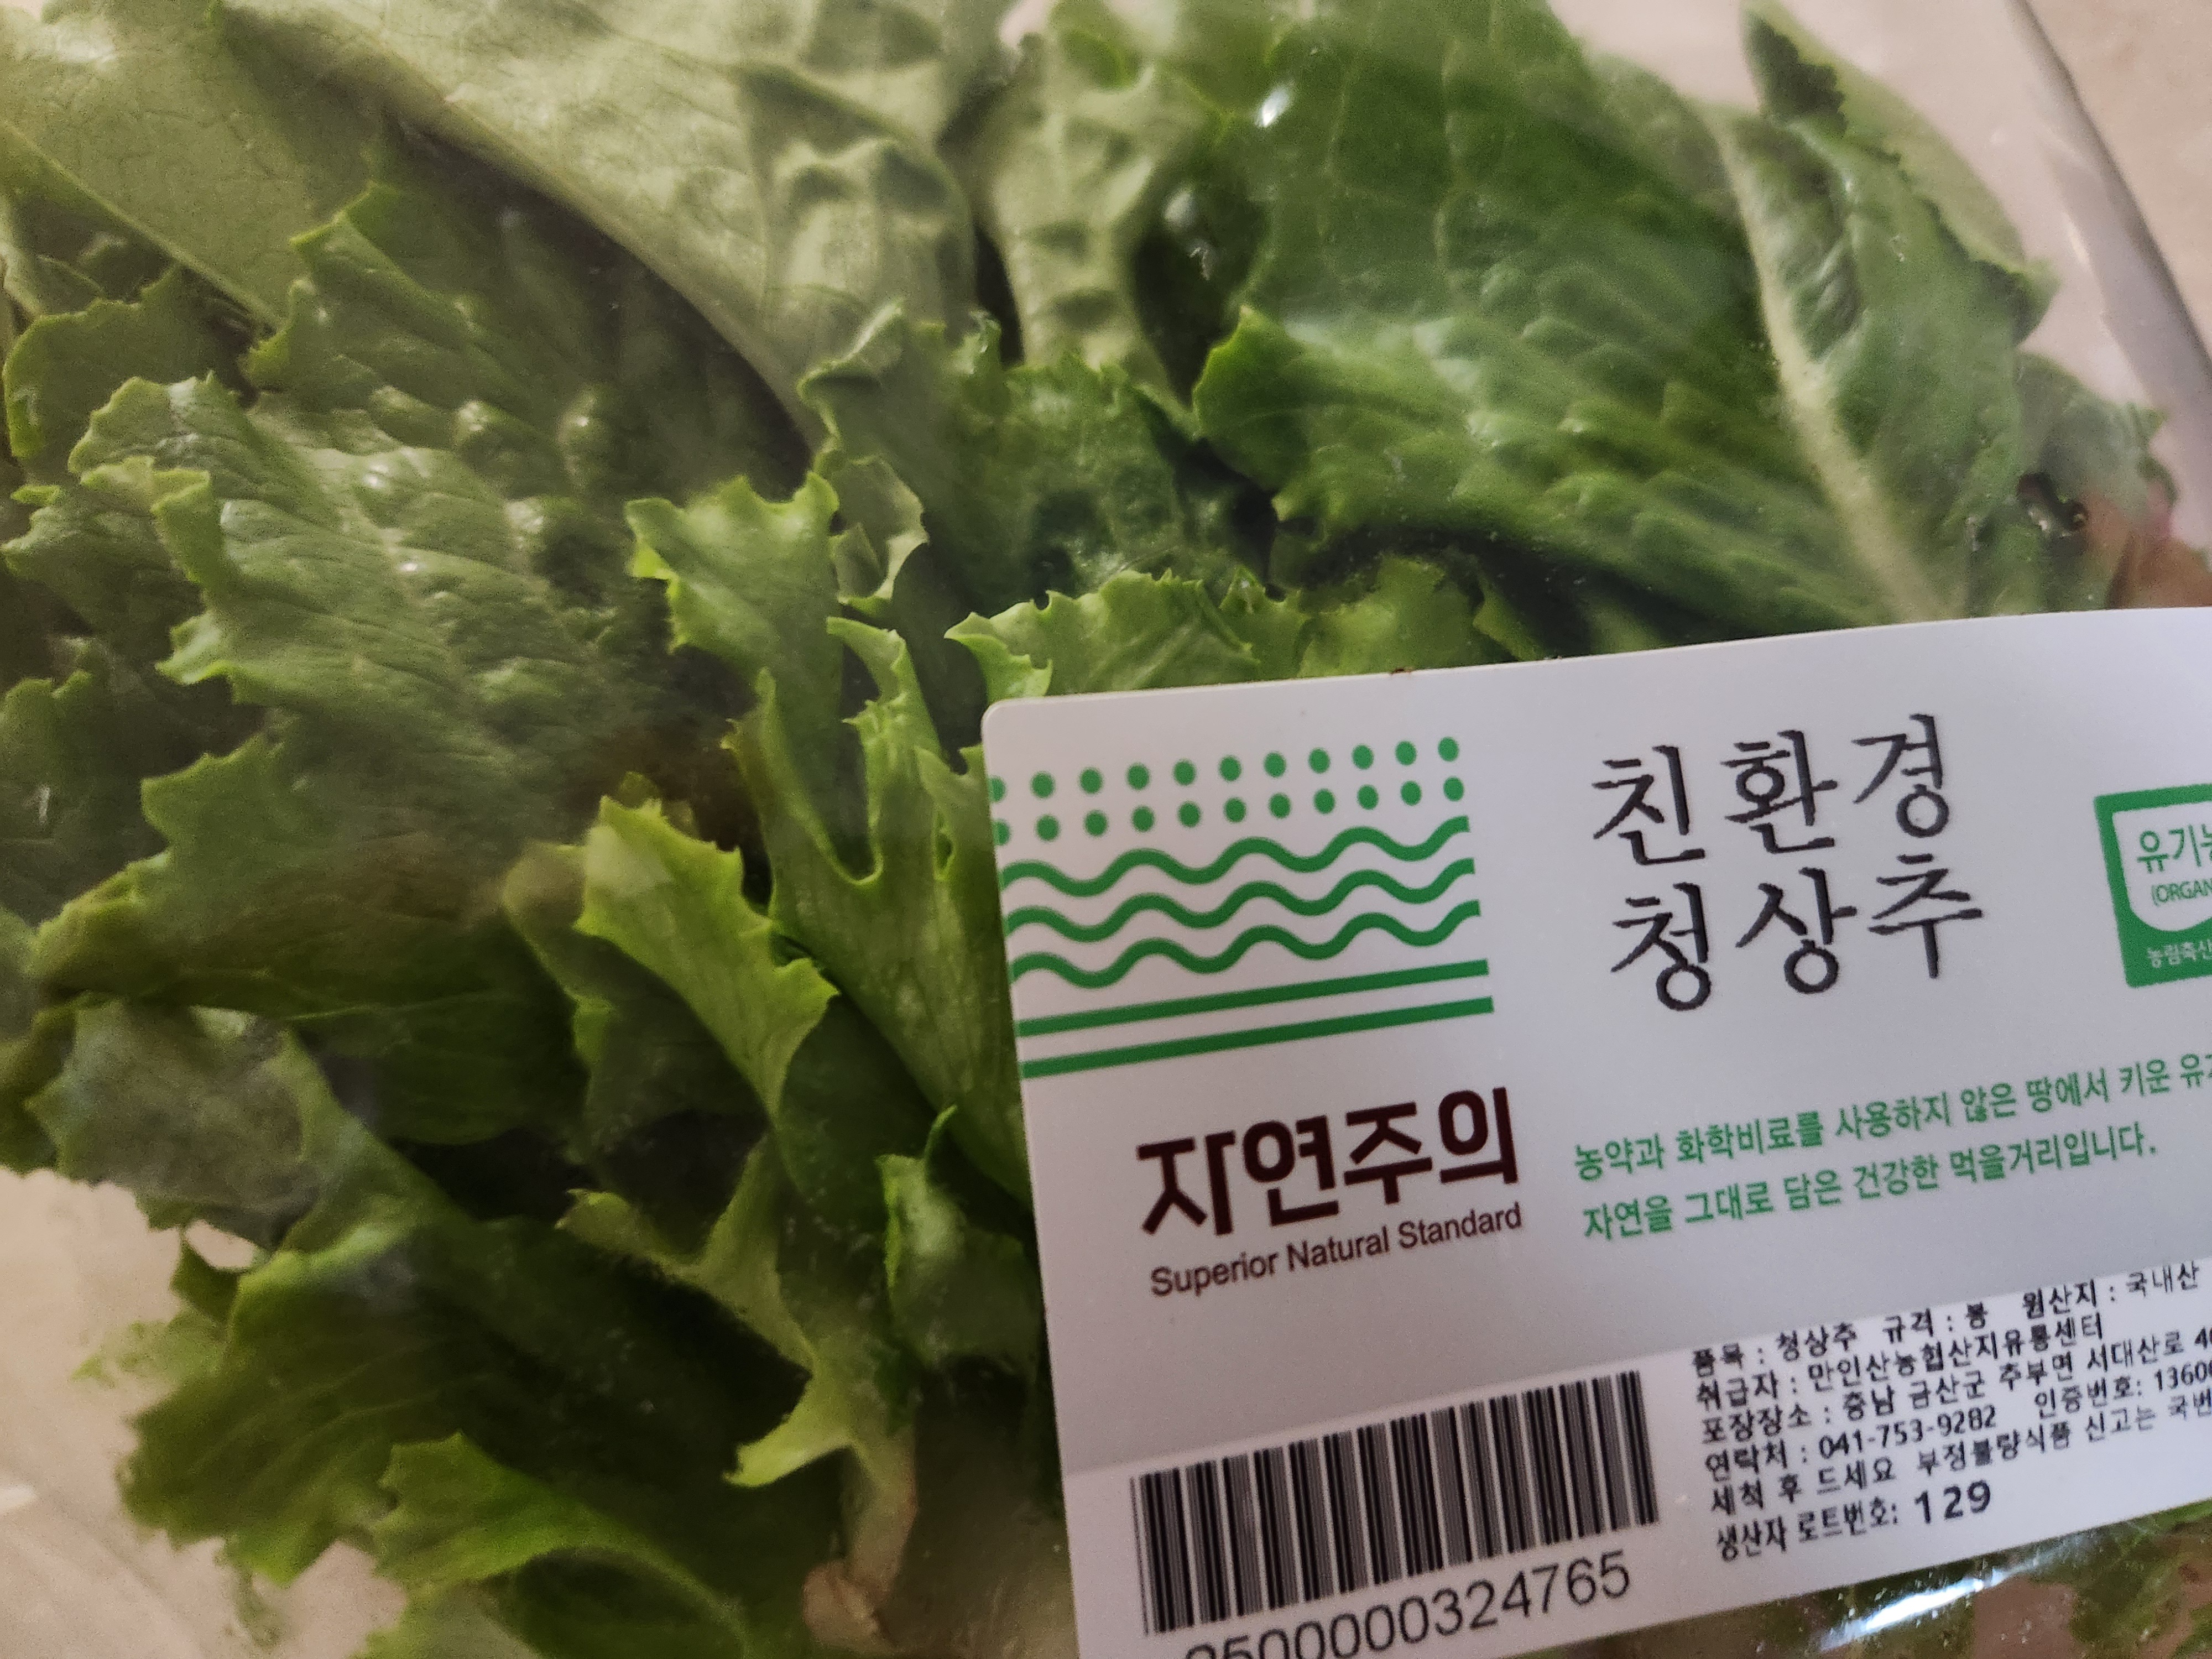 친환경
청상추
유기농
(ORGAN
농림축산
자연주의
Superior Natural Standard
농약과 화학비료를 사용하지 않은 땅에서 키운
자연을 그대로 담은 건강한 먹을거리입니다.
품목 : 청상추 규격 : 봉 원산지 : 국내산
취급자 : 만인산농협산지유통센터
포장장소 : 충남 금산군 추부면 서대산로
연락처 : 041-753-9282 인증번호: 1360
세척 후 드세요 부정불량식품 신고는 국번
생산자 로트번호: 129
2500000324765